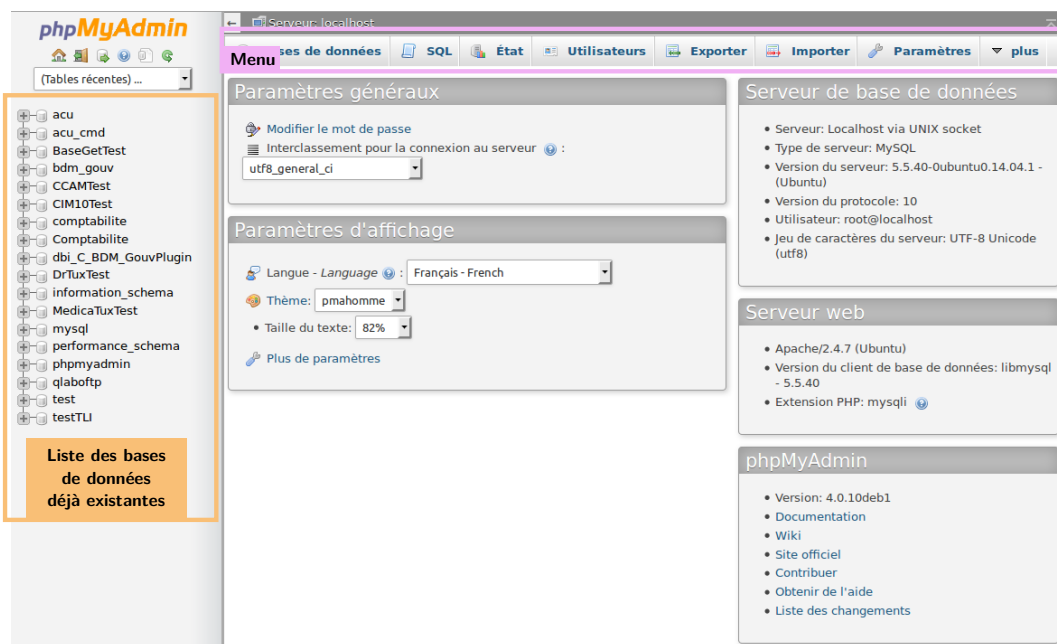 phpMyAdmin
(Tables récentes) ...
acu
acu_cmd
BaseGetTest
bdm_gouv
CCAMTest
CIM10Test
comptabilite
Comptabilite
dbi_C_BDM_GouvPlugin
DrTuxTest
information_schema
MedicaTuxTest
mysql
performance_schema
phpmyadmin
qlaboftp
test
testTLI
Liste des bases
de données
déjà existantes
Serveur: localhost
Menu
ases de données SQL État Utilisateurs Exporter Importer Paramètres plus
Paramètres généraux
Modifier le mot de passe
Interclassement pour la connexion au serveur :
utf8_general_ci
Paramètres d'affichage
Langue - Language : Français - French
Thème: pmahomme
• Taille du texte: 82%
Plus de paramètres
Serveur de base de données
• Serveur: Localhost via UNIX socket
• Type de serveur: MySQL
• Version du serveur: 5.5.40-0ubuntu0.14.04.1 -
(Ubuntu)
• Version du protocole: 10
• Utilisateur: root@localhost
• Jeu de caractères du serveur: UTF-8 Unicode
(utf8)
Serveur web
• Apache/2.4.7 (Ubuntu)
• Version du client de base de données: libmysql
- 5.5.40
• Extension PHP: mysqli
phpMyAdmin
• Version: 4.0.10deb1
• Documentation
• Wiki
• Site officiel
• Contribuer
• Obtenir de l'aide
• Liste des changements